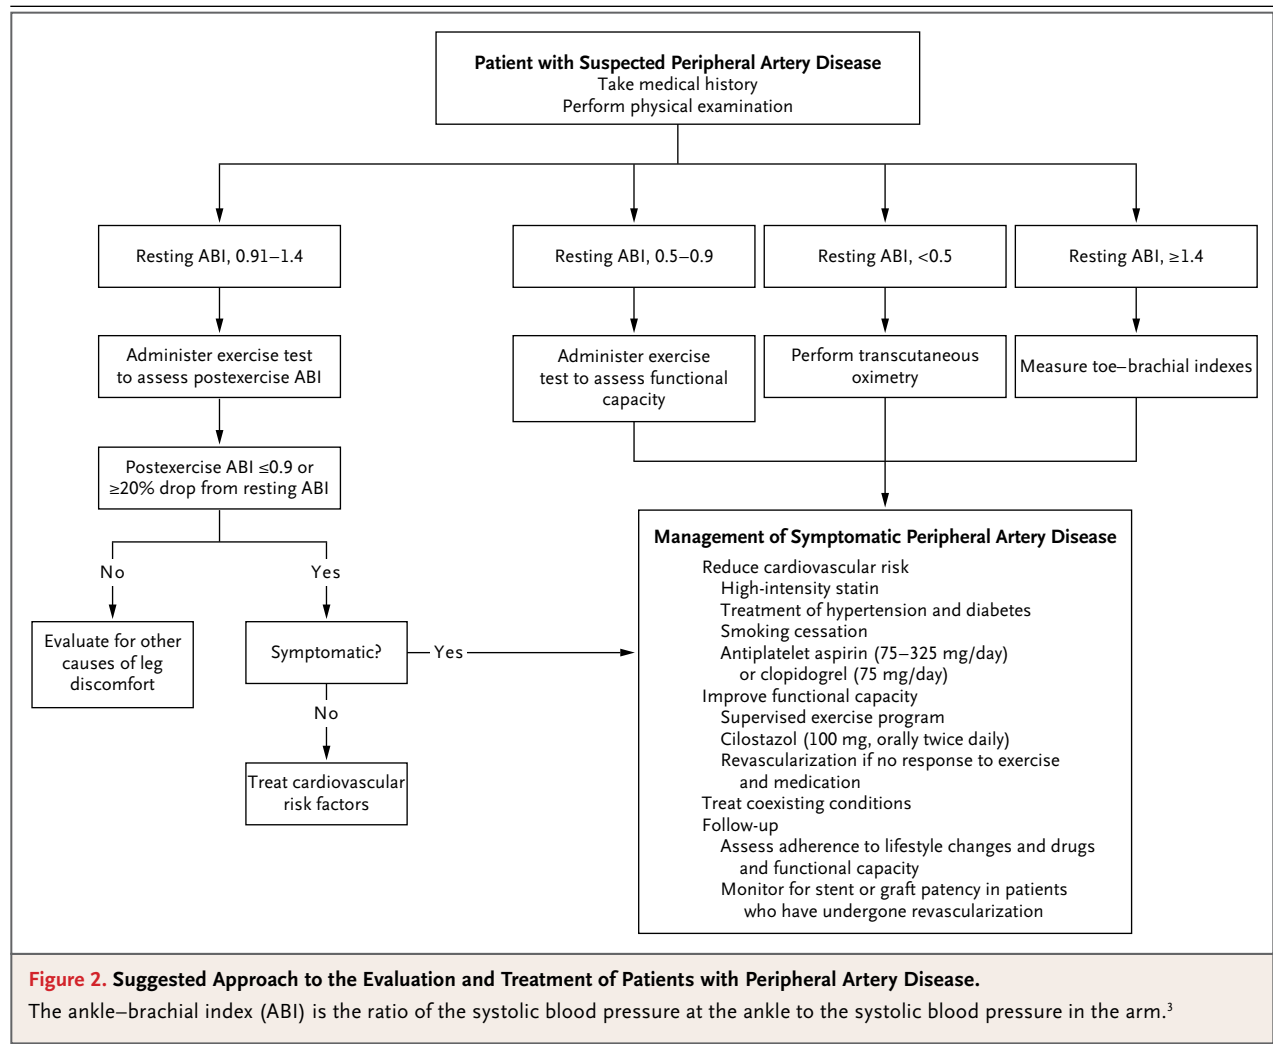 Patient with Suspected Peripheral Artery Disease
Take medical history
Perform physical examination
Resting ABI, 0.91–1.4
Resting ABI, 0.5–0.9
Resting ABI, <0.5
Resting ABI, ≥1.4
Administer exercise test
to assess postexercise ABI
Administer exercise
test to assess functional
capacity
Perform transcutaneous
oximetry
Measure toe–brachial indexes
Postexercise ABI ≤0.9 or
≥20% drop from resting ABI
No
Yes
Evaluate for other
causes of leg
discomfort
Symptomatic?
Yes
No
Treat cardiovascular
risk factors
Management of Symptomatic Peripheral Artery Disease
Reduce cardiovascular risk
High-intensity statin
Treatment of hypertension and diabetes
Smoking cessation
Antiplatelet aspirin (75–325 mg/day)
or clopidogrel (75 mg/day)
Improve functional capacity
Supervised exercise program
Cilostazol (100 mg, orally twice daily)
Revascularization if no response to exercise
and medication
Treat coexisting conditions
Follow-up
Assess adherence to lifestyle changes and drugs
and functional capacity
Monitor for stent or graft patency in patients
who have undergone revascularization
Figure 2. Suggested Approach to the Evaluation and Treatment of Patients with Peripheral Artery Disease.
The ankle–brachial index (ABI) is the ratio of the systolic blood pressure at the ankle to the systolic blood pressure in the arm.³